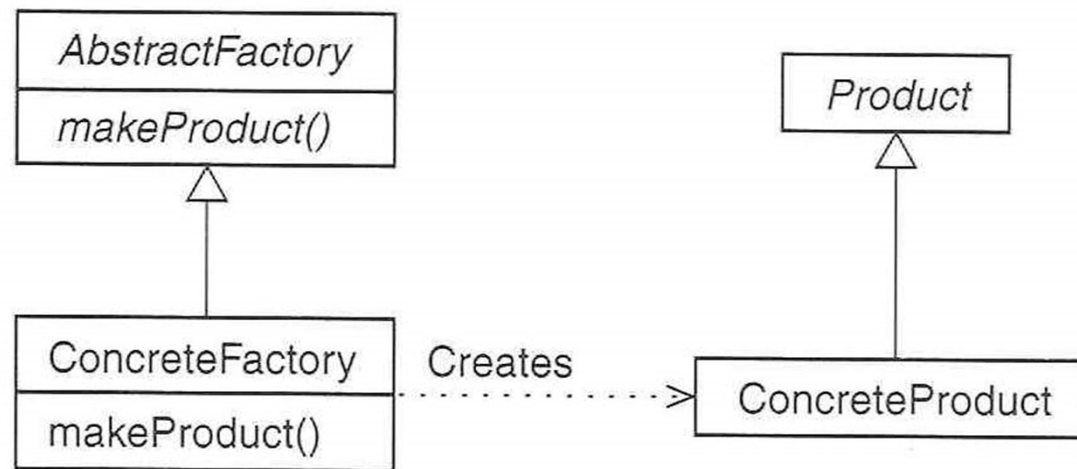 AbstractFactory
makeProduct()
Product
ConcreteFactory
makeProduct()
Creates
ConcreteProduct